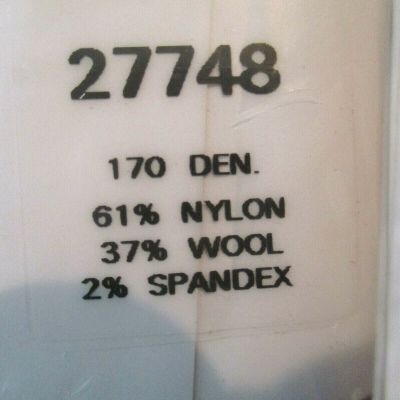 27748
170 DEN.
61% NYLON
37% WOOL
2% SPANDEX